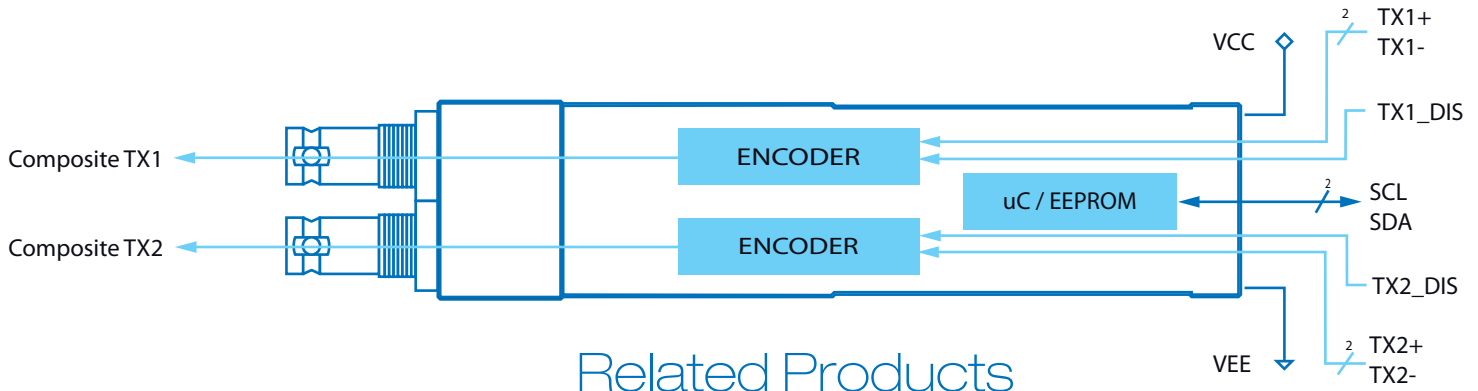 2
TX1+
TX1-
VCC
TX1_DIS
Composite TX1
ENCODER
uC / EEPROM
2
SCL
SDA
Composite TX2
ENCODER
TX2_DIS
Related Products
VEE
2
TX2+
TX2-